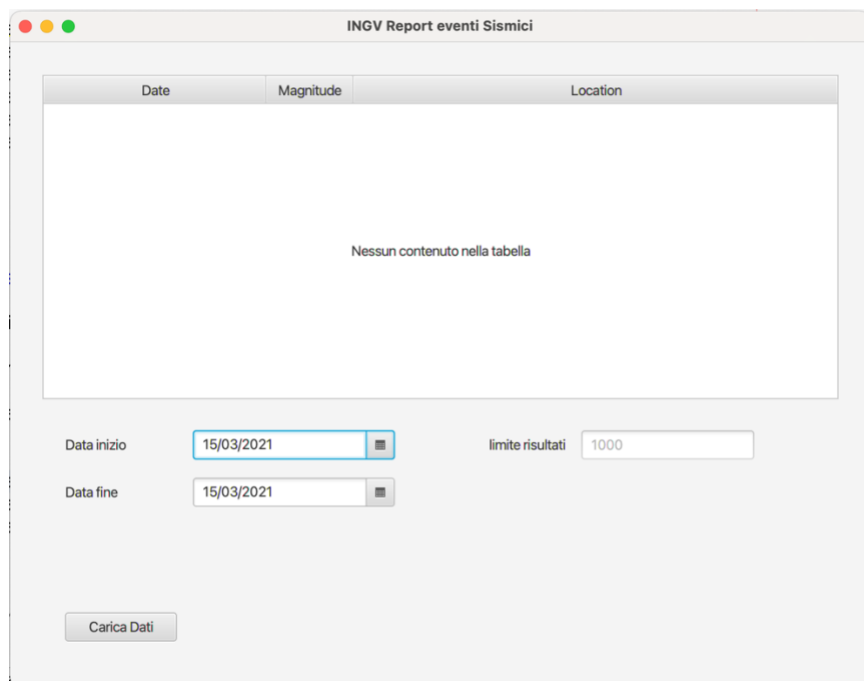 INGV Report eventi Sismici
Date Magnitude Location
Nessun contenuto nella tabella
Data inizio 15/03/2021 limite risultati 1000
Data fine 15/03/2021
Carica Dati